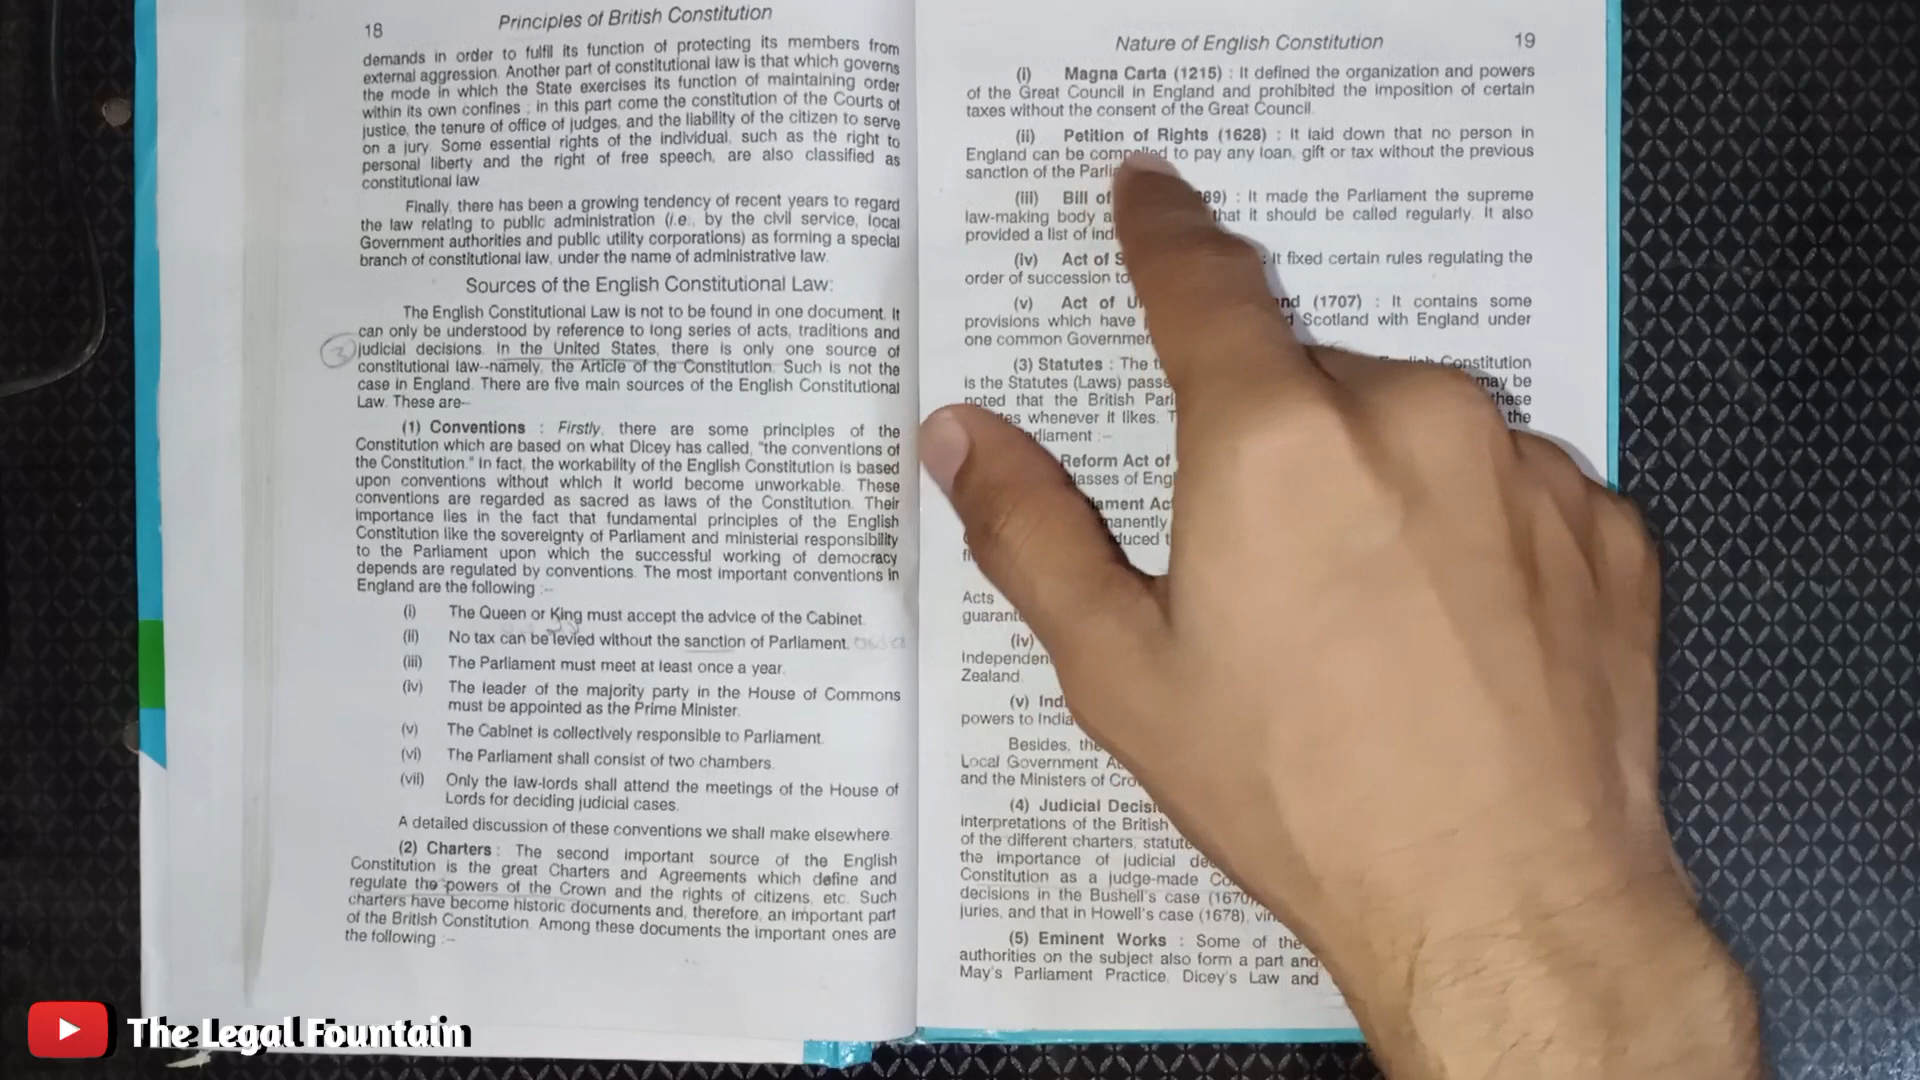 18
Principles of British Constitution
demands in order to fulfil its function of protecting its members from
external aggression. Another part of constitutional law is that which governs
the mode in which the State exercises its function of maintaining order
within its own confines ; in this part come the constitution of the Courts of
justice, the tenure of office of judges, and the liability of the citizen to serve
on a jury. Some essential rights of the individual, such as the right to
personal liberty and the right of free speech, are also classified as
constitutional law
Finally, there has been a growing tendency of recent years to regard
the law relating to public administration (i.e., by the civil service, local
Government authorities and public utility corporations) as forming a special
branch of constitutional law, under the name of administrative law.
Sources of the English Constitutional Law:
The English Constitutional Law is not to be found in one document. It
can only be understood by reference to long series of acts, traditions and
3 judicial decisions. In the United States, there is only one source of
constitutional law--namely, the Article of the Constitution. Such is not the
case in England. There are five main sources of the English Constitutional
Law. These are--
(1) Conventions : Firstly, there are some principles of the
Constitution which are based on what Dicey has called, "the conventions of
the Constitution." In fact, the workability of the English Constitution is based
upon conventions without which it world become unworkable. These
conventions are regarded as sacred as laws of the Constitution. Their
importance lies in the fact that fundamental principles of the English
Constitution like the sovereignty of Parliament and ministerial responsibility
to the Parliament upon which the successful working of democracy
depends are regulated by conventions. The most important conventions in
England are the following :--
(i) The Queen or King must accept the advice of the Cabinet.
(ii) No tax can be levied without the sanction of Parliament.
(iii) The Parliament must meet at least once a year.
(iv) The leader of the majority party in the House of Commons
must be appointed as the Prime Minister.
(v) The Cabinet is collectively responsible to Parliament.
(vi) The Parliament shall consist of two chambers.
(vii) Only the law-lords shall attend the meetings of the House of
Lords for deciding judicial cases.
A detailed discussion of these conventions we shall make elsewhere.
(2) Charters : The second important source of the English
Constitution is the great Charters and Agreements which define and
regulate the powers of the Crown and the rights of citizens, etc. Such
charters have become historic documents and, therefore, an important part
of the British Constitution. Among these documents the important ones are
the following :--
Nature of English Constitution
19
(i) Magna Carta (1215) : It defined the organization and powers
of the Great Council in England and prohibited the imposition of certain
taxes without the consent of the Great Council.
(ii) Petition of Rights (1628) : It laid down that no person in
England can be compelled to pay any loan, gift or tax without the previous
sanction of the
(iii) Bill of 89) : It made the Parliament the supreme
law-making body that it should be called regularly. It also
provided a list of
(iv) Act of : It fixed certain rules regulating the
order of succession to
(v) Act of (1707) : It contains some
provisions which have Scotland with England under
one common
(3) Statutes : The Constitution
is the Statutes (Laws) may be
noted that the British these
whenever it likes. the
:--
Reform Act of
classes of
Acts
(iv)
Zealand.
(v)
powers to
Besides, the
Local Government
and the Ministers of
(4) Judicial
interpretations of the British
of the different charters,
the importance of judicial
Constitution as a judge-made
decisions in the Bushell's case (1670)
juries, and that in Howell's case (1678),
(5) Eminent Works : Some of the
authorities on the subject also form a part and
May's Parliament Practice, Dicey's Law and
The Legal Fountain